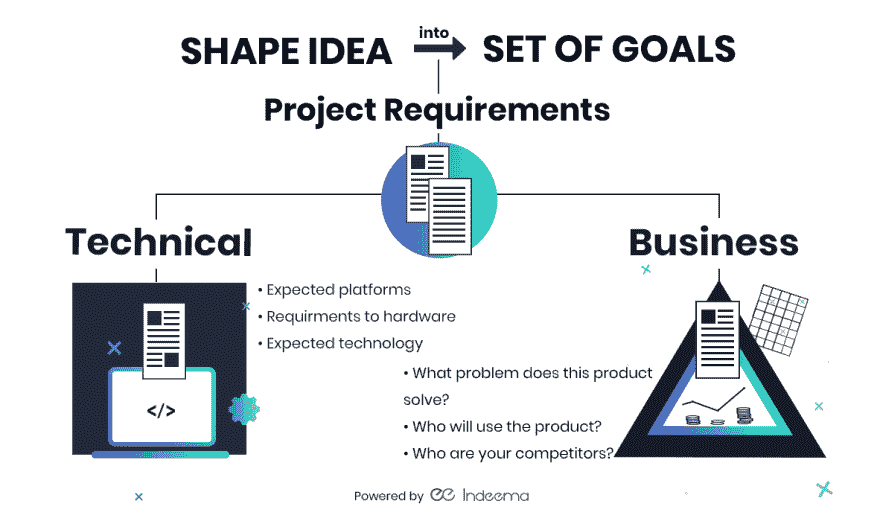 SHAPE IDEA into SET OF GOALS
Project Requirements
Technical
Business
• Expected platforms
• Requirments to hardware
• Expected technology
• What problem does this product
solve?
• Who will use the product?
• Who are your competitors?
</>
Powered by Indeema